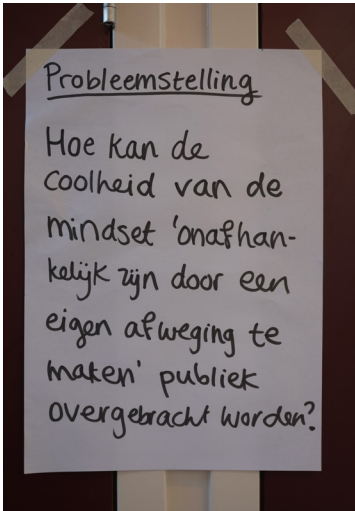 Probleemstelling
Hoe kan de
coolheid van de
mindset 'onafhan-
kelijk zijn door een
eigen afweging te
maken' publiek
overgebracht worden?